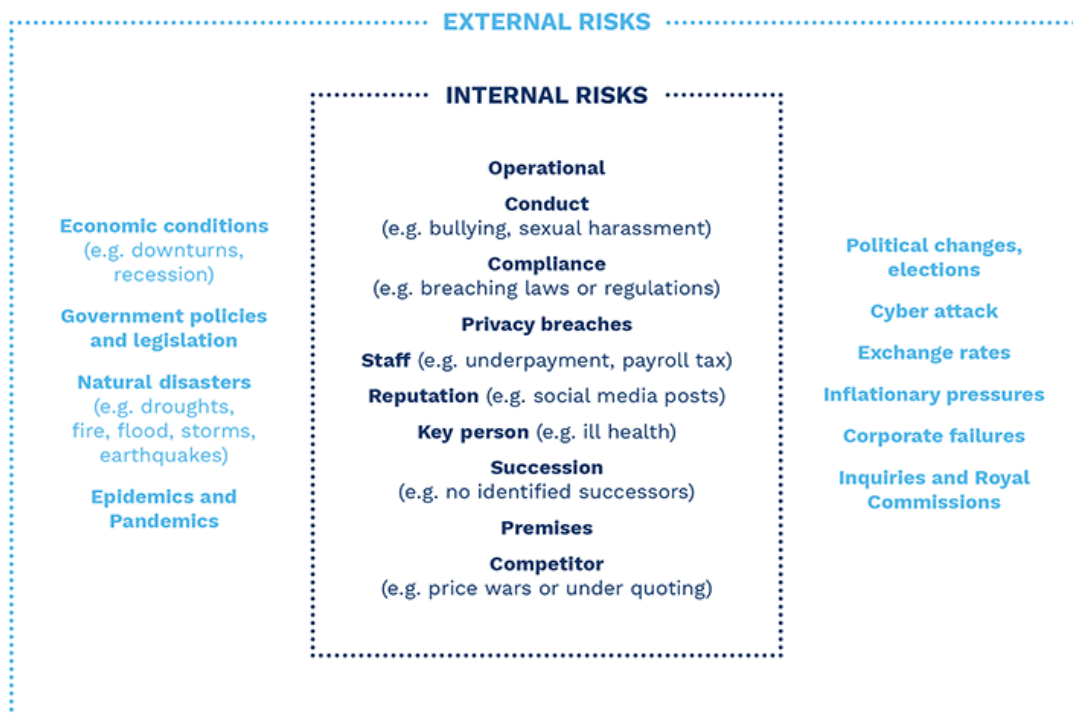 EXTERNAL RISKS
INTERNAL RISKS
Economic conditions
(e.g. downturns,
recession)
Government policies
and legislation
Natural disasters
(e.g. droughts,
fire, flood, storms,
earthquakes)
Epidemics and
Pandemics
Operational
Conduct
(e.g. bullying, sexual harassment)
Compliance
(e.g. breaching laws or regulations)
Privacy breaches
Staff (e.g. underpayment, payroll tax)
Reputation (e.g. social media posts)
Key person (e.g. ill health)
Succession
(e.g. no identified successors)
Premises
Competitor
(e.g. price wars or under quoting)
Political changes,
elections
Cyber attack
Exchange rates
Inflationary pressures
Corporate failures
Inquiries and Royal
Commissions